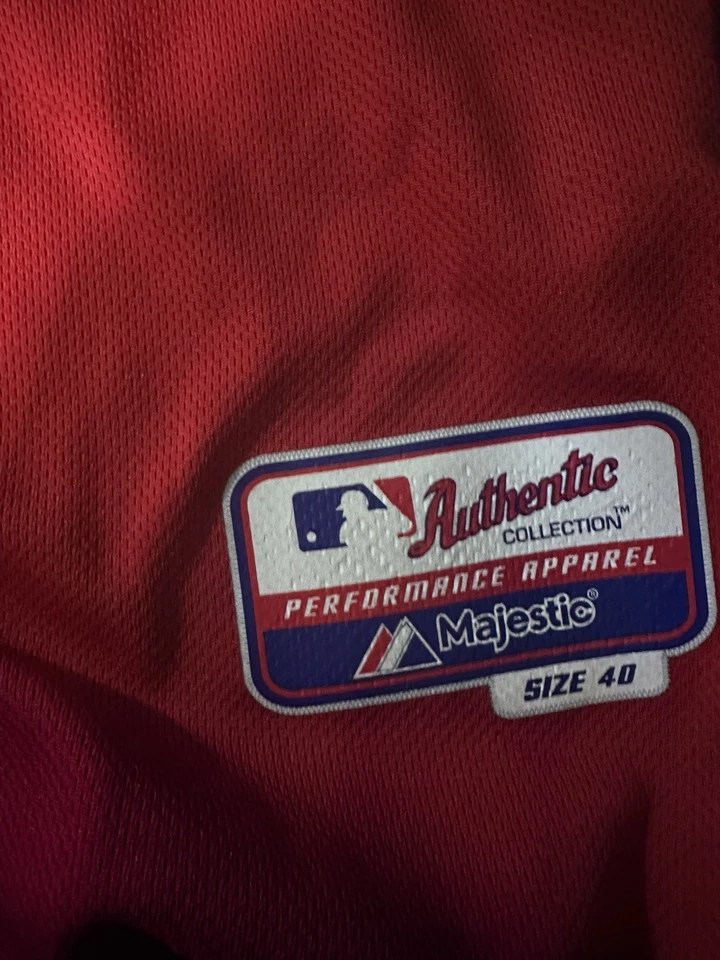 Authentic
COLLECTION™
PERFORMANCE APPAREL
Majestic®
SIZE 40